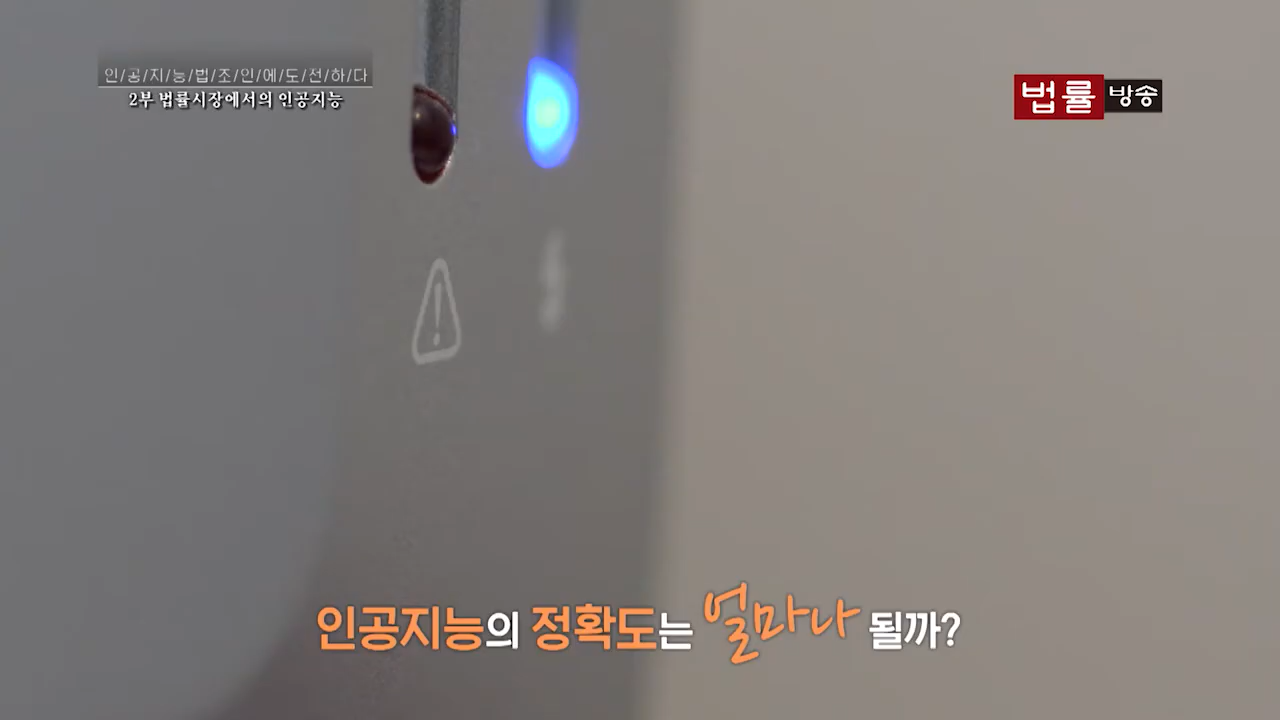 인/공/지/능/법/조/인/에/도/전/하/다
2부 법률시장에서의 인공지능
법률방송
인공지능의 정확도는 얼마나 될까?